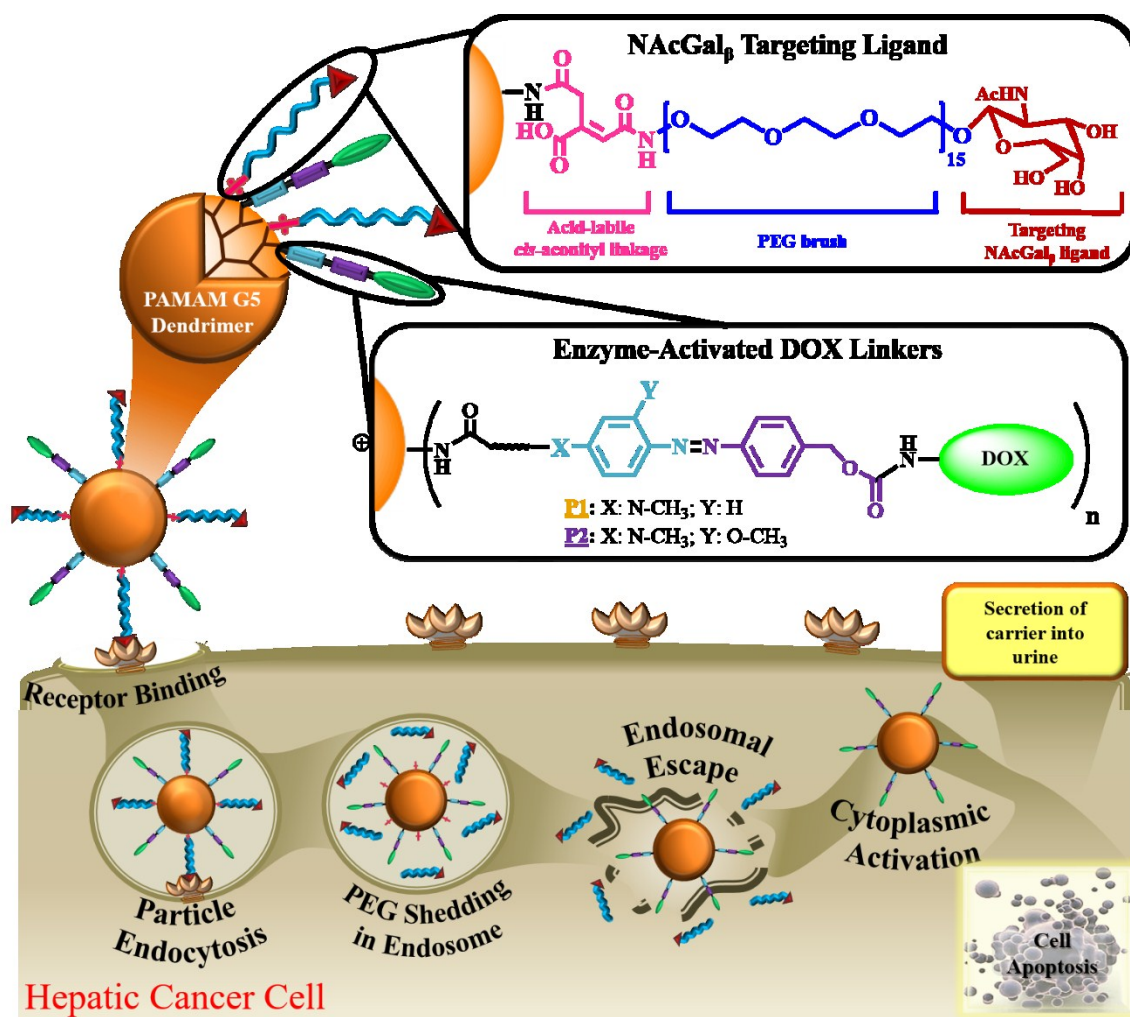 NAcGalβ Targeting Ligand
O
N
H
O
HO
O
O
N
H
O
O
O
O
O
15
AcHN
O
OH
HO
HO
Acid-labile
cis-aconityl linkage
PEG brush
Targeting
NAcGalβ ligand
PAMAM G5
Dendrimer
Enzyme-Activated DOX Linkers
⊕
N
H
O
X
Y
N=N
O
O
H
N
DOX
n
P1: X: N-CH₃; Y: H
P2: X: N-CH₃; Y: O-CH₃
Secretion of
carrier into
urine
Receptor Binding
Particle
Endocytosis
PEG Shedding
in Endosome
Endosomal
Escape
Cytoplasmic
Activation
Cell
Apoptosis
Hepatic Cancer Cell